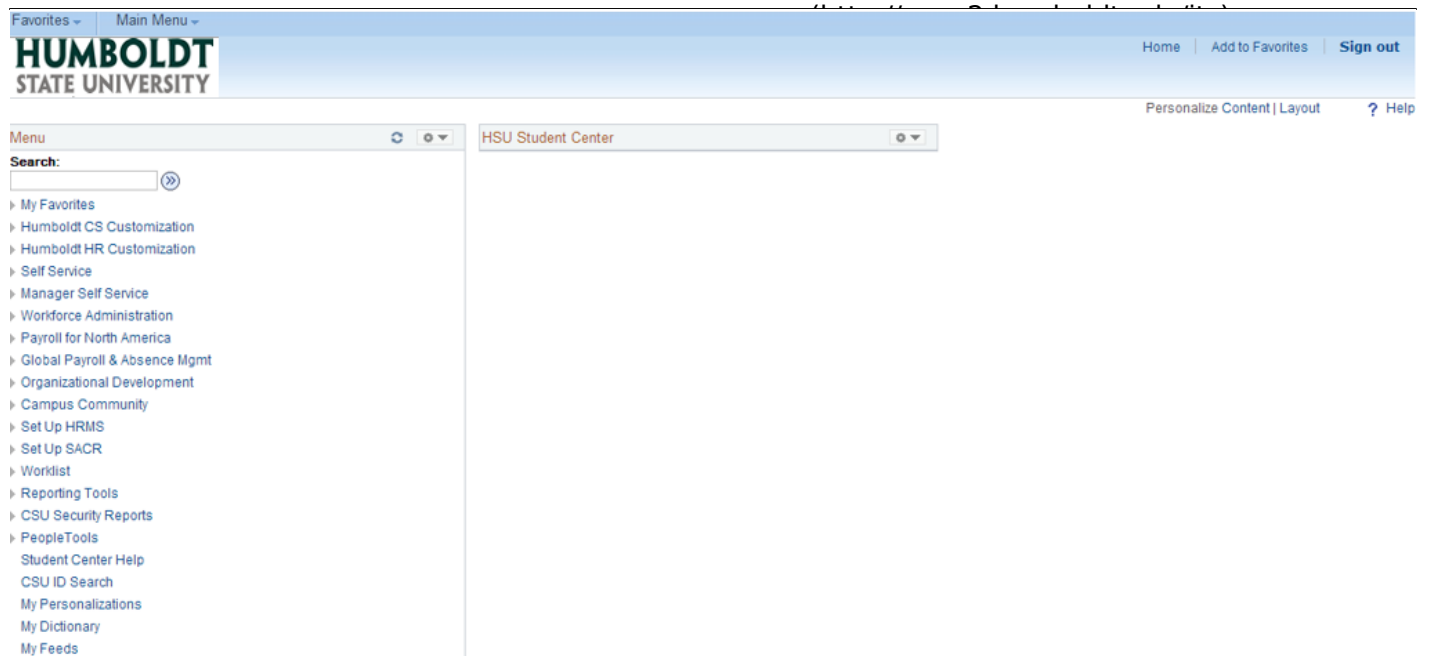 Favorites Main Menu
HUMBOLDT
STATE UNIVERSITY
Home Add to Favorites Sign out
Personalize Content | Layout ? Help
Menu
HSU Student Center
Search:
My Favorites
Humboldt CS Customization
Humboldt HR Customization
Self Service
Manager Self Service
Workforce Administration
Payroll for North America
Global Payroll & Absence Mgmt
Organizational Development
Campus Community
Set Up HRMS
Set Up SACR
Worklist
Reporting Tools
CSU Security Reports
PeopleTools
Student Center Help
CSU ID Search
My Personalizations
My Dictionary
My Feeds